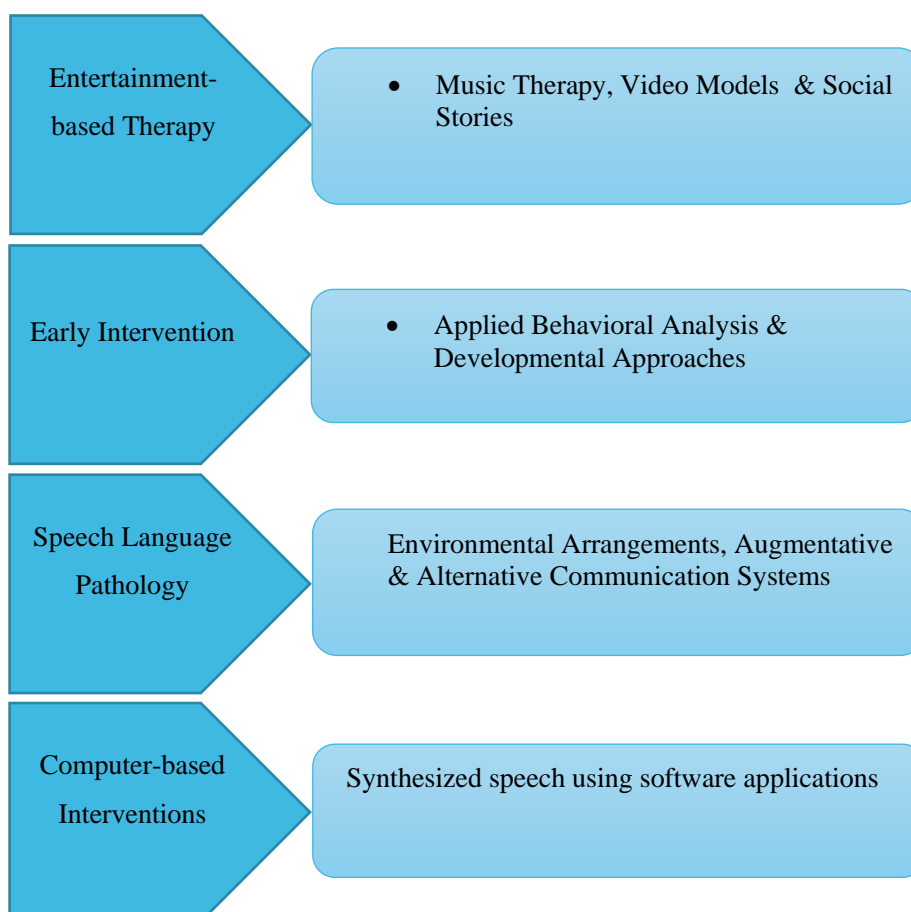 Entertainment-
based Therapy
• Music Therapy, Video Models & Social
Stories
Early Intervention
• Applied Behavioral Analysis &
Developmental Approaches
Speech Language
Pathology
Environmental Arrangements, Augmentative
& Alternative Communication Systems
Computer-based
Interventions
Synthesized speech using software applications